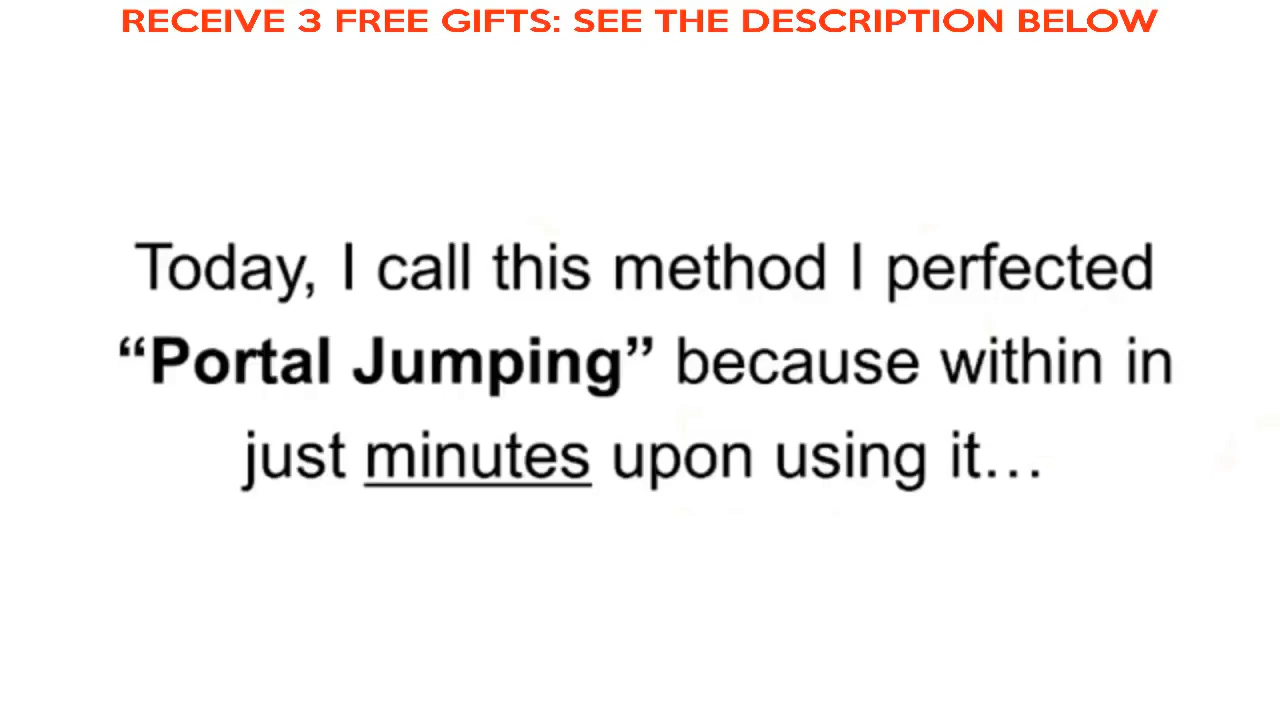 RECEIVE 3 FREE GIFTS: SEE THE DESCRIPTION BELOW
Today, I call this method I perfected
“Portal Jumping” because within in
just minutes upon using it…